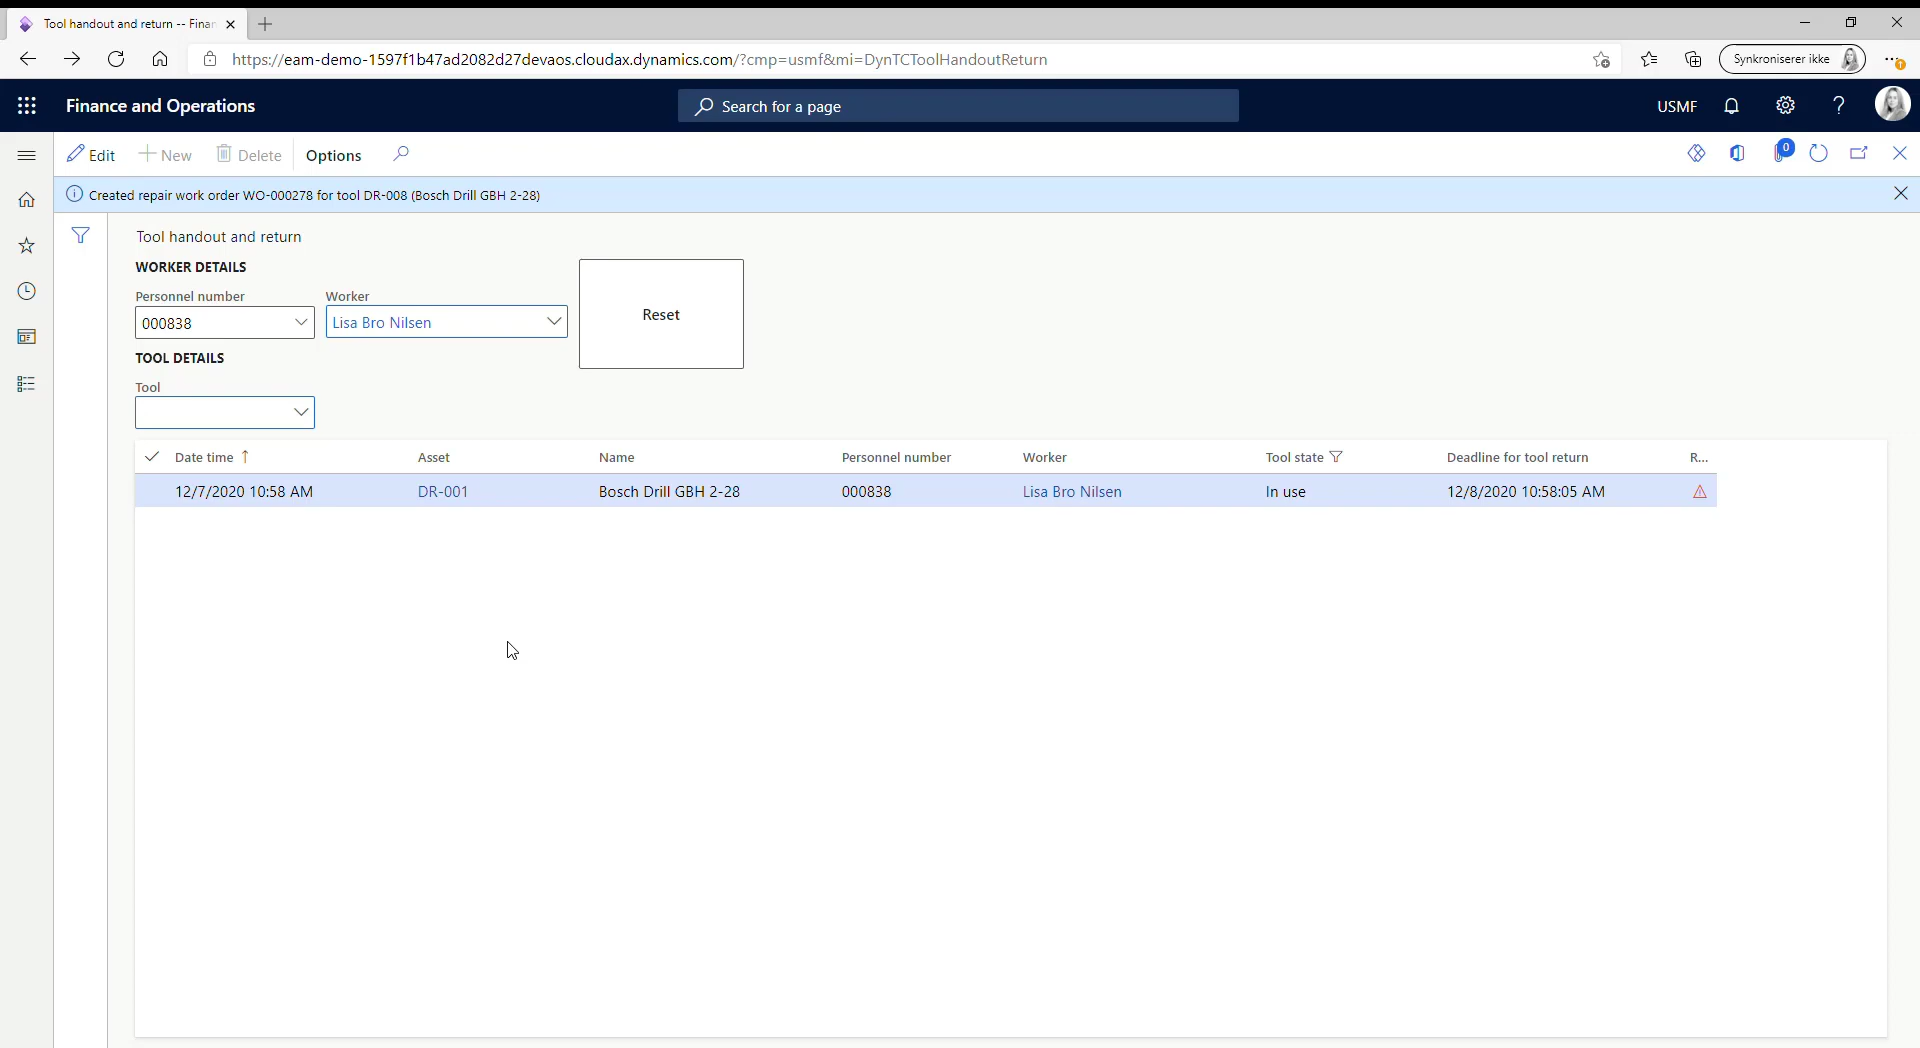 Tool handout and return -- Finan
https://eam-demo-1597f1b47ad2082d27devaos.cloudax.dynamics.com/?cmp=usmf&mi=DynTCToolHandoutReturn
Synkroniserer ikke
Finance and Operations
Search for a page
USMF
Edit
New
Delete
Options
0
Created repair work order WO-000278 for tool DR-008 (Bosch Drill GBH 2-28)
Tool handout and return
WORKER DETAILS
Personnel number
Worker
000838
Lisa Bro Nilsen
Reset
TOOL DETAILS
Tool
Date time Asset Name Personnel number Worker Tool state Deadline for tool return R...
12/7/2020 10:58 AM DR-001 Bosch Drill GBH 2-28 000838 Lisa Bro Nilsen In use 12/8/2020 10:58:05 AM